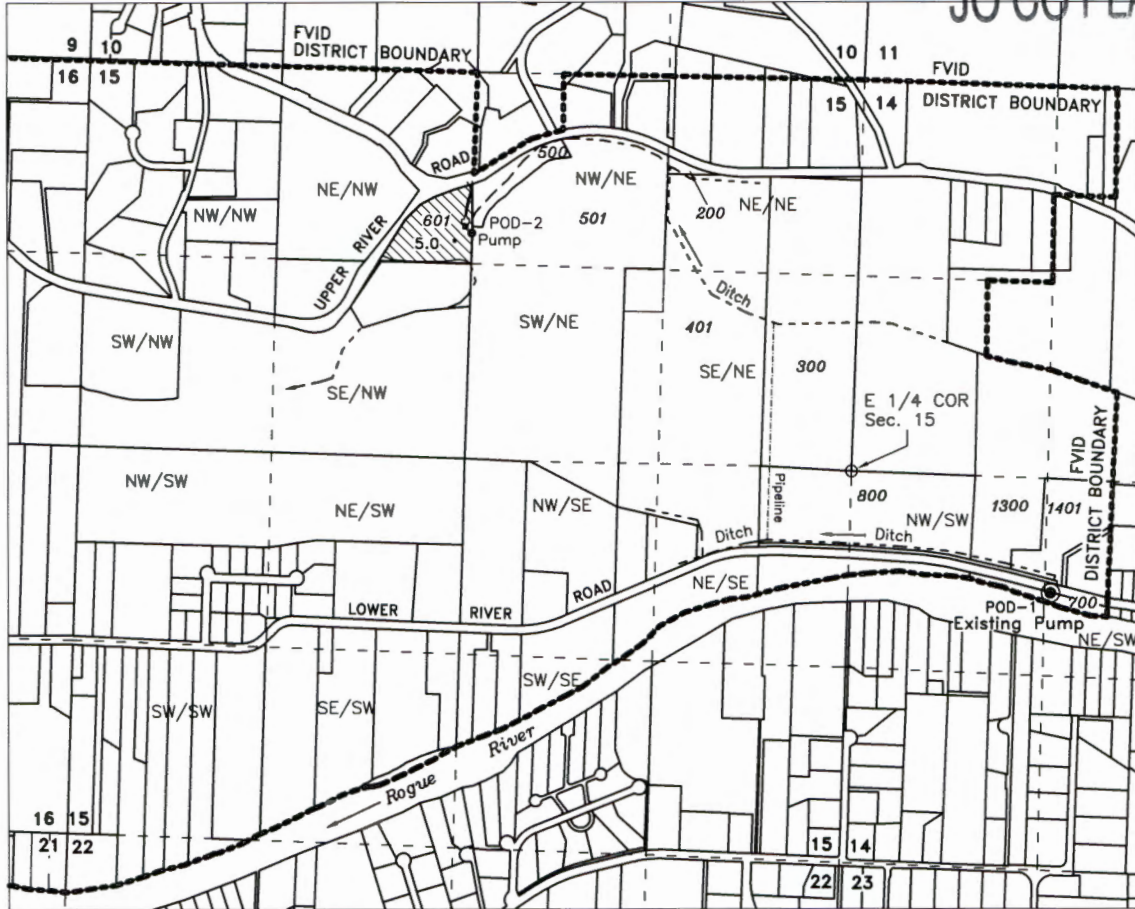 FVID
DISTRICT BOUNDARY
9 10
16 15
10 11
15 14
FVID
DISTRICT BOUNDARY
ROAD
500
NE/NW
NW/NE
NE/NE
NW/NW
501
200
601
5.0
POD-2
Pump
UPPER RIVER
Ditch
SW/NW
SW/NE
401
SE/NE
300
SE/NW
E 1/4 COR
Sec. 15
FVID
DISTRICT BOUNDARY
NW/SW
NE/SW
NW/SE
Pipeline
800
NW/SW
1300
1401
Ditch
Ditch
NE/SE
LOWER RIVER ROAD
POD-1
Existing Pump
700
NE/SW
SW/SW
SE/SW
SW/SE
Rogue River
16 15
21 22
15 14
22 23